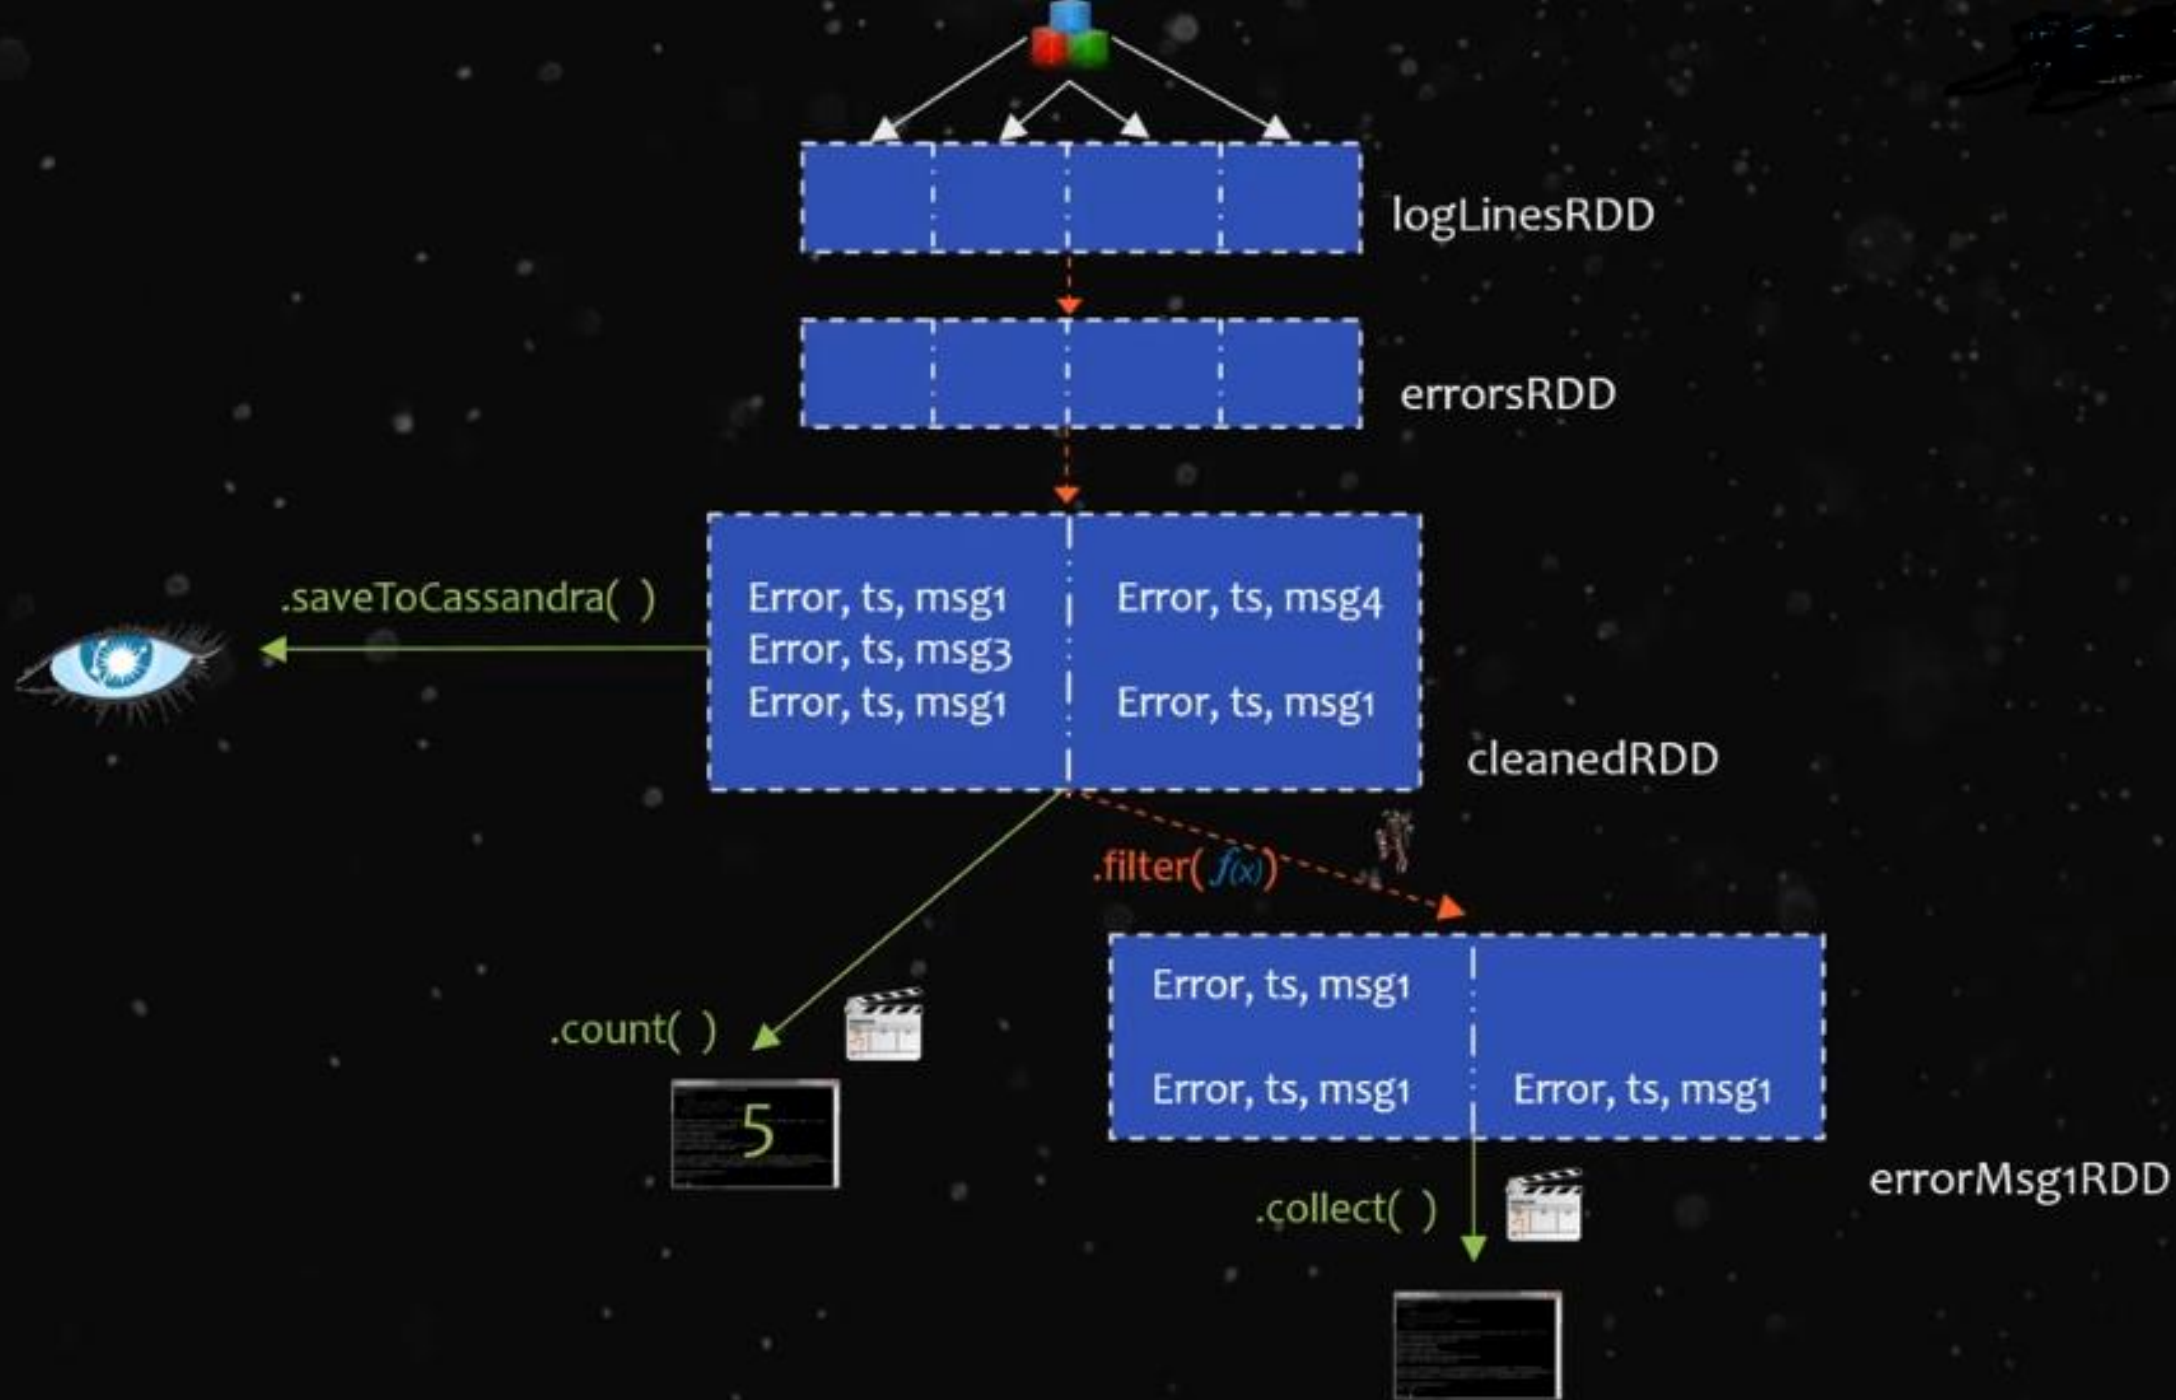 logLinesRDD
errorsRDD
.saveToCassandra( )
Error, ts, msg1
Error, ts, msg3
Error, ts, msg1
Error, ts, msg4
Error, ts, msg1
cleanedRDD
.filter( f(x) )
.count( )
5
Error, ts, msg1
Error, ts, msg1
Error, ts, msg1
errorMsg1RDD
.collect( )